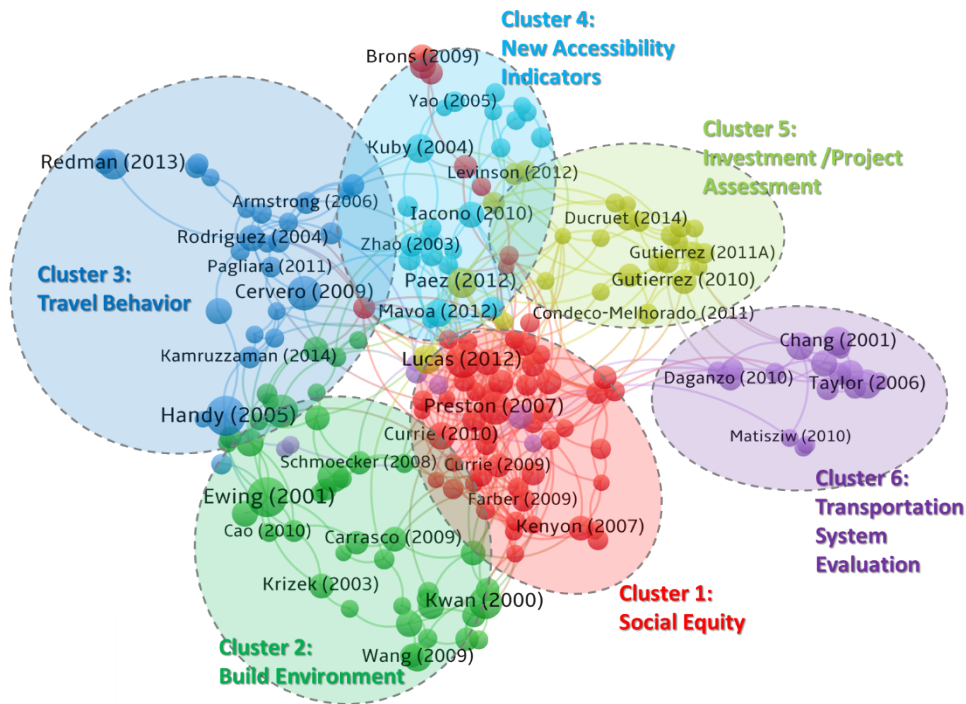 Cluster 4:
New Accessibility
Indicators
Brons (2009)
Yao (2005)
Kuby (2004)
Levinson (2012)
Iacono (2010)
Zhao (2003)
Paez (2012)
Mavoa (2012)
Cluster 5:
Investment /Project
Assessment
Ducruet (2014)
Gutierrez (2011A)
Gutierrez (2010)
Condeco-Melhorado (2011)
Redman (2013)
Armstrong (2006)
Rodriguez (2004)
Pagliara (2011)
Cluster 3:
Travel Behavior
Cervero (2009)
Kamruzzaman (2014)
Handy (2005)
Chang (2001)
Daganzo (2010)
Taylor (2006)
Matisziw (2010)
Cluster 6:
Transportation
System
Evaluation
Lucas (2012)
Preston (2007)
Currie (2010)
Currie (2009)
Farber (2009)
Kenyon (2007)
Cluster 1:
Social Equity
Schmoecker (2008)
Ewing (2001)
Cao (2010)
Carrasco (2009)
Krizek (2003)
Kwan (2000)
Cluster 2:
Build Environment
Wang (2009)